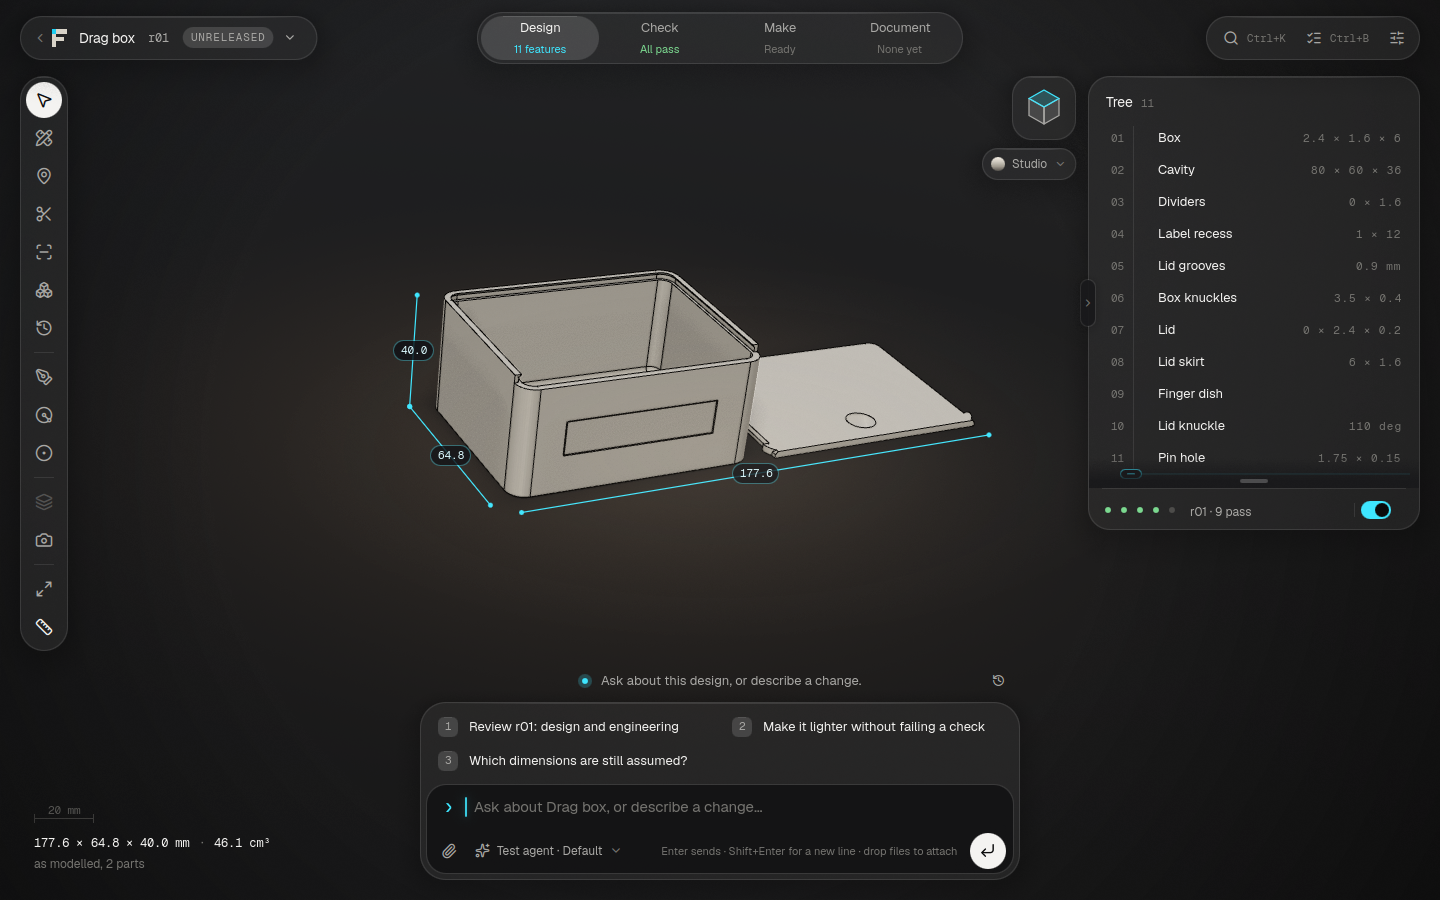 Drag box r01 UNRELEASED
Design
11 features
Check
All pass
Make
Ready
Document
None yet
Ctrl+K
Ctrl+B
Studio
Tree 11
01 Box 2.4 × 1.6 × 6
02 Cavity 80 × 60 × 36
03 Dividers 0 × 1.6
04 Label recess 1 × 12
05 Lid grooves 0.9 mm
06 Box knuckles 3.5 × 0.4
07 Lid 0 × 2.4 × 0.2
08 Lid skirt 6 × 1.6
09 Finger dish
10 Lid knuckle 110 deg
11 Pin hole 1.75 × 0.15
r01 · 9 pass
40.0
64.8
177.6
Ask about this design, or describe a change.
1 Review r01: design and engineering
2 Make it lighter without failing a check
3 Which dimensions are still assumed?
Ask about Drag box, or describe a change...
Test agent · Default
Enter sends · Shift+Enter for a new line · drop files to attach
20 mm
177.6 × 64.8 × 40.0 mm · 46.1 cm³
as modelled, 2 parts